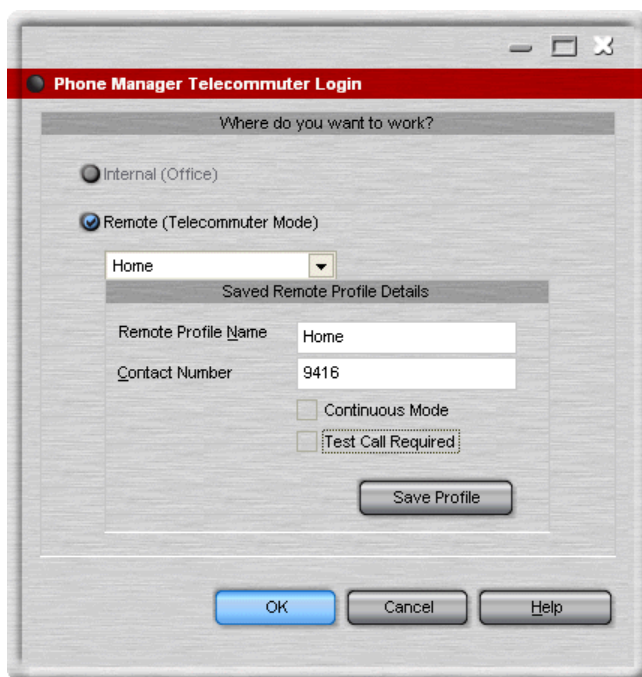 Phone Manager Telecommuter Login
Where do you want to work?
Internal (Office)
Remote (Telecommuter Mode)
Home
Saved Remote Profile Details
Remote Profile Name Home
Contact Number 9416
Continuous Mode
Test Call Required
Save Profile
OK Cancel Help